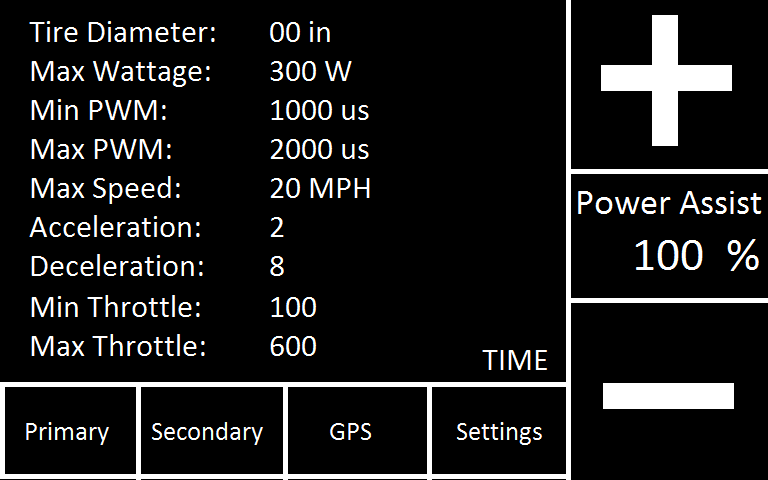 Tire Diameter: 00 in
Max Wattage: 300 W
Min PWM: 1000 us
Max PWM: 2000 us
Max Speed: 20 MPH
Acceleration: 2
Deceleration: 8
Min Throttle: 100
Max Throttle: 600
TIME
Power Assist
100 %
Primary Secondary GPS Settings